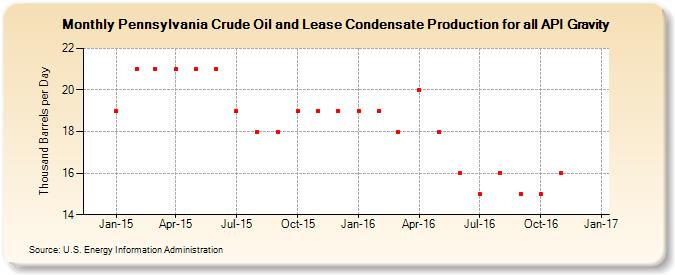 Monthly Pennsylvania Crude Oil and Lease Condensate Production for all API Gravity
Thousand Barrels per Day
22
20
18
16
14
Jan-15 Apr-15 Jul-15 Oct-15 Jan-16 Apr-16 Jul-16 Oct-16 Jan-17
Source: U.S. Energy Information Administration